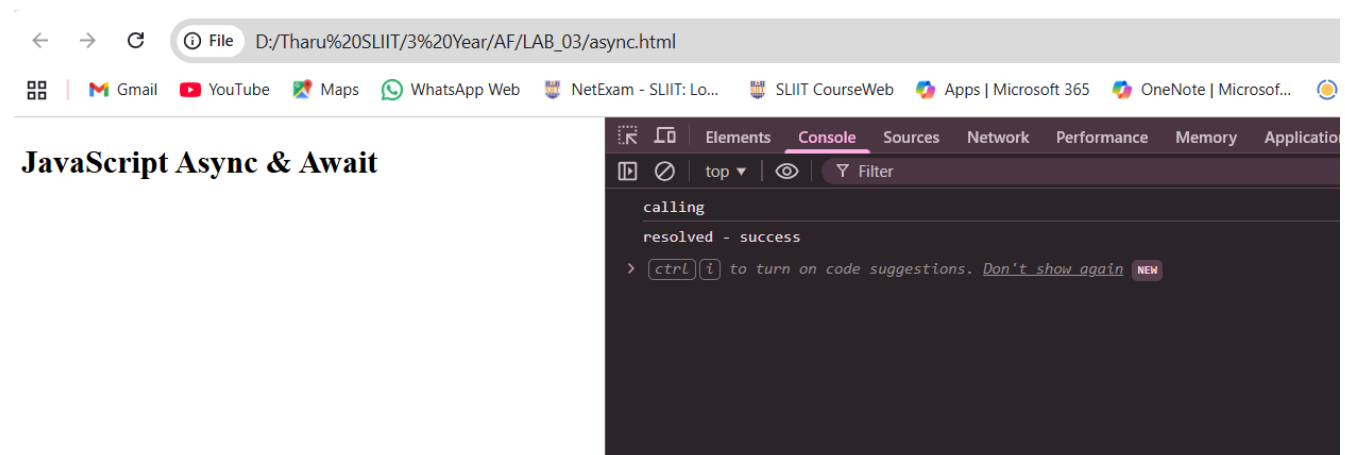 File D:/Tharu%20SLIIT/3%20Year/AF/LAB_03/async.html
Gmail YouTube Maps WhatsApp Web NetExam - SLIIT: Lo... SLIIT CourseWeb Apps | Microsoft 365 OneNote | Microsof...
JavaScript Async & Await
Elements Console Sources Network Performance Memory Application
top Filter
calling
resolved - success
ctrl i to turn on code suggestions. Don't show again NEW